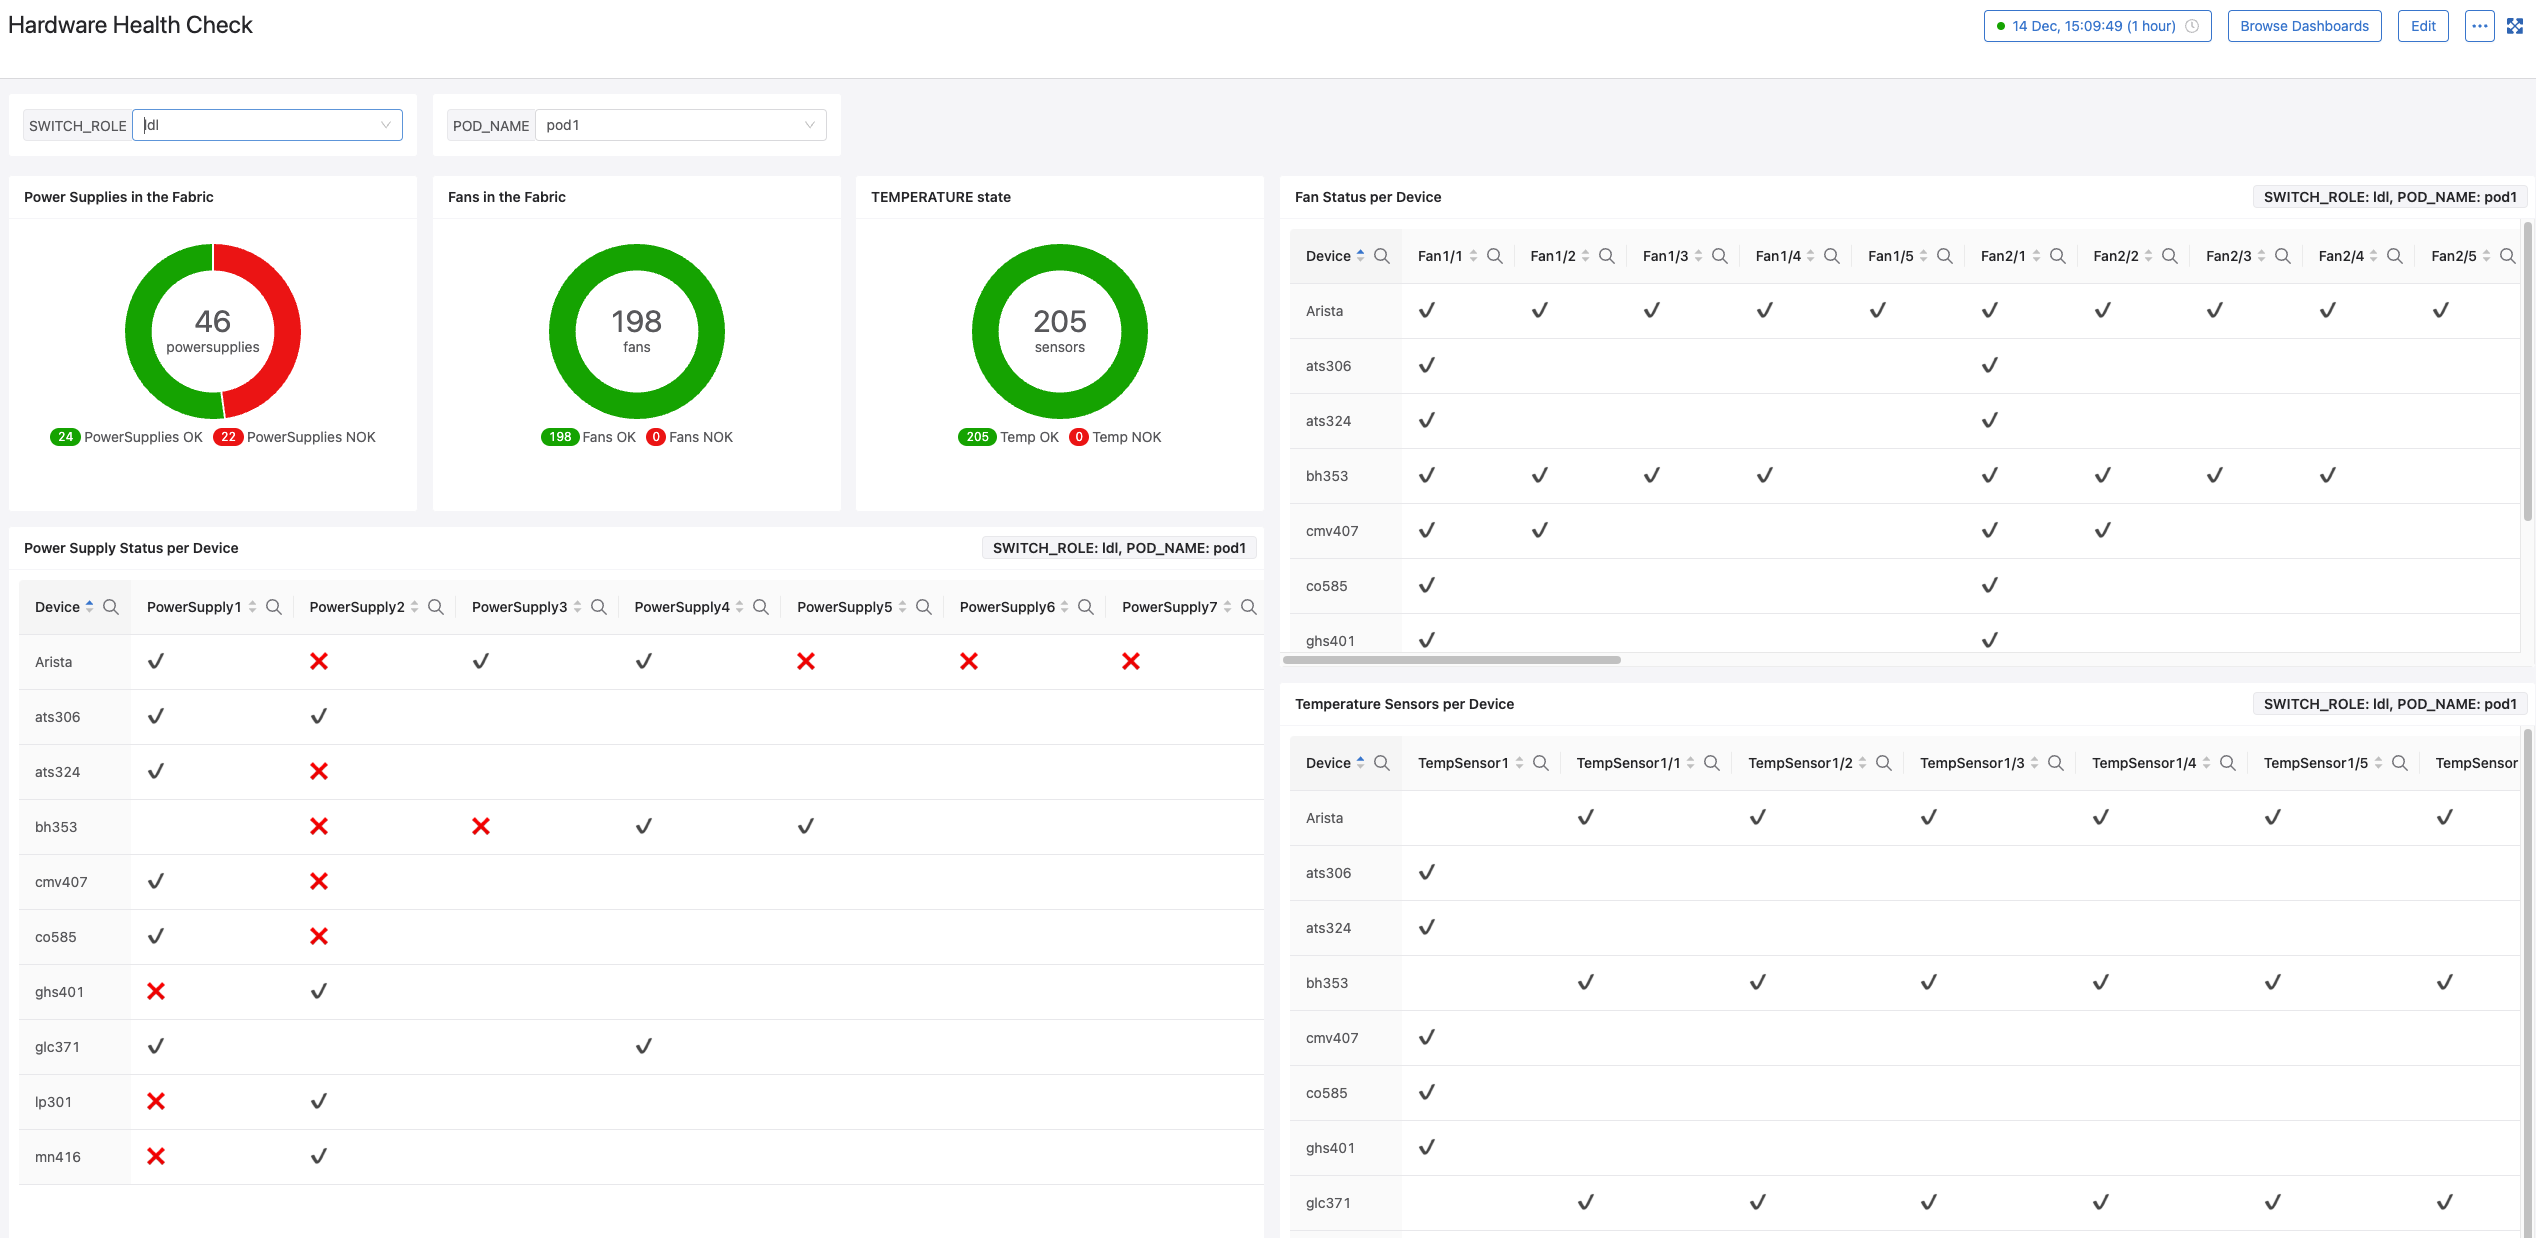 Hardware Health Check
14 Dec, 15:09:49 (1 hour)
Browse Dashboards
Edit
SWITCH_ROLE ldl
POD_NAME pod1
Power Supplies in the Fabric
46
powersupplies
24 PowerSupplies OK 22 PowerSupplies NOK
Fans in the Fabric
198
fans
198 Fans OK 0 Fans NOK
TEMPERATURE state
205
sensors
205 Temp OK 0 Temp NOK
Fan Status per Device
SWITCH_ROLE: ldl, POD_NAME: pod1
Device Fan1/1 Fan1/2 Fan1/3 Fan1/4 Fan1/5 Fan2/1 Fan2/2 Fan2/3 Fan2/4 Fan2/5
Arista
ats306
ats324
bh353
cmv407
co585
ghs401
Power Supply Status per Device
SWITCH_ROLE: ldl, POD_NAME: pod1
Device PowerSupply1 PowerSupply2 PowerSupply3 PowerSupply4 PowerSupply5 PowerSupply6 PowerSupply7
Arista
ats306
ats324
bh353
cmv407
co585
ghs401
glc371
lp301
mn416
Temperature Sensors per Device
SWITCH_ROLE: ldl, POD_NAME: pod1
Device TempSensor1 TempSensor1/1 TempSensor1/2 TempSensor1/3 TempSensor1/4 TempSensor1/5 TempSensor
Arista
ats306
ats324
bh353
cmv407
co585
ghs401
glc371